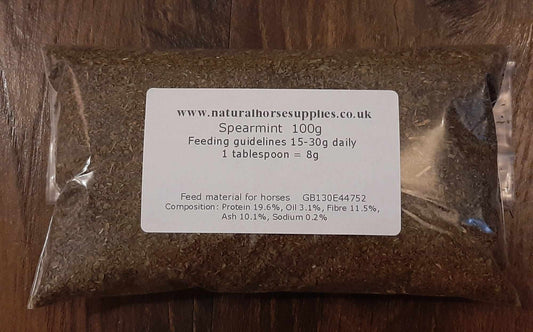 www.naturalhorsesupplies.co.uk
Spearmint 100g
Feeding guidelines 15-30g daily
1 tablespoon = 8g
Feed material for horses GB130E44752
Composition: Protein 19.6%, Oil 3.1%, Fibre 11.5%,
Ash 10.1%, Sodium 0.2%